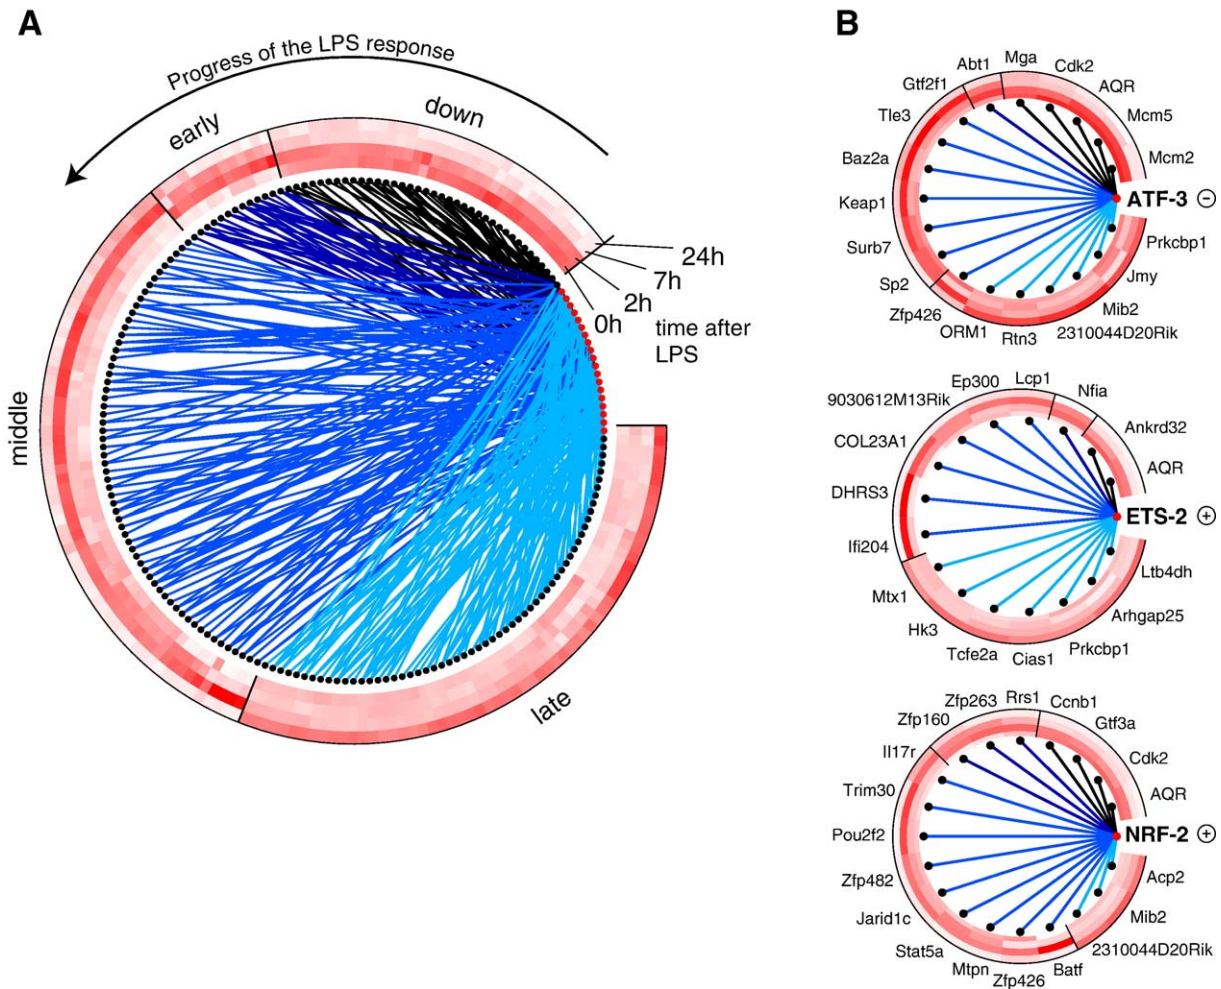 A
Progress of the LPS response
early
down
middle
late
24h
7h
2h
0h
time after
LPS
B
Abt1
Mga
Cdk2
Gtf2f1
AQR
Tle3
Mcm5
Baz2a
Mcm2
Keap1
ATF-3 −
Surb7
Prkcbp1
Sp2
Jmy
Zfp426
Mib2
ORM1
Rtn3
2310044D20Rik
Ep300
Lcp1
Nfia
9030612M13Rik
Ankrd32
COL23A1
AQR
DHRS3
ETS-2 +
Ifi204
Ltb4dh
Mtx1
Arhgap25
Hk3
Prkcbp1
Tcfe2a
Cias1
Zfp263
Rrs1
Ccnb1
Zfp160
Gtf3a
Il17r
Cdk2
Trim30
AQR
Pou2f2
NRF-2 +
Zfp482
Acp2
Jarid1c
Mib2
Stat5a
2310044D20Rik
Mtpn
Batf
Zfp426